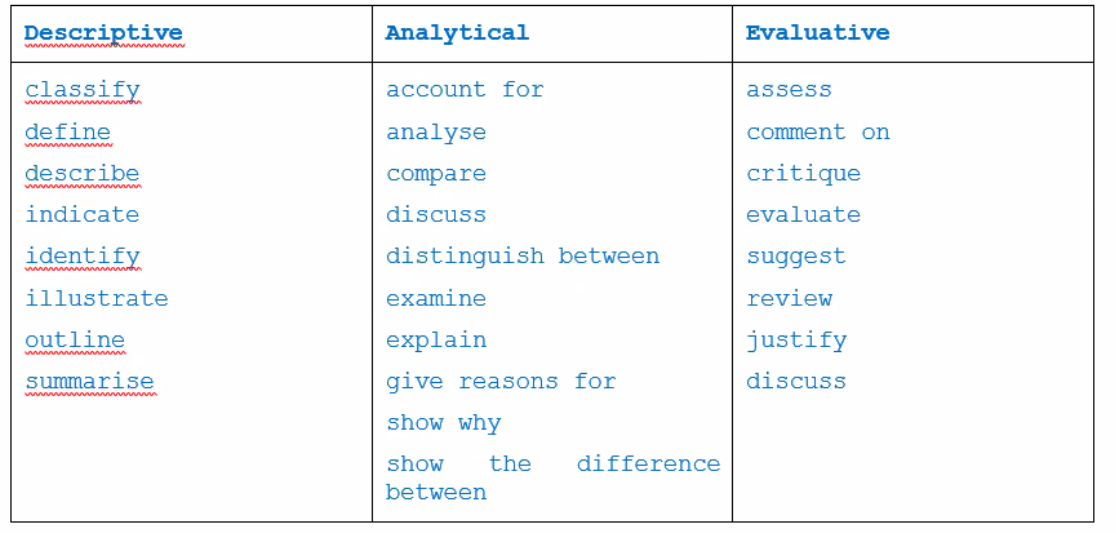 Descriptive Analytical Evaluative
classify account for assess
define analyse comment on
describe compare critique
indicate discuss evaluate
identify distinguish between suggest
illustrate examine review
outline explain justify
summarise give reasons for discuss
show why
show the difference
between